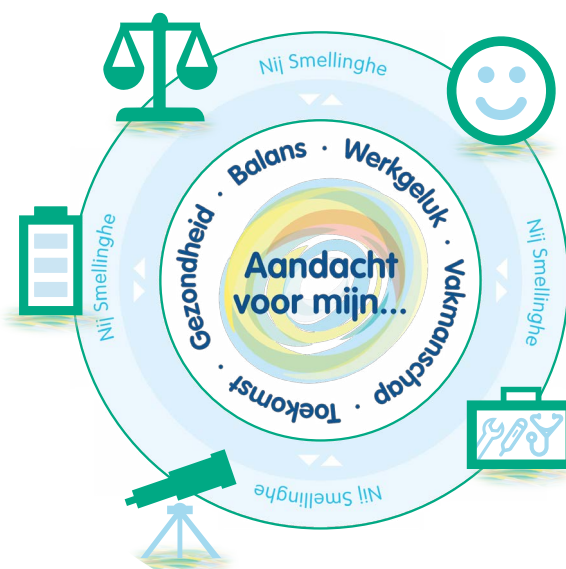 Nij Smellinghe
Nij Smellinghe
Nij Smellinghe
Nij Smellinghe
Balans · Werkgeluk · Vakmanschap · Toekomst · Gezondheid ·
Aandacht
voor mijn...